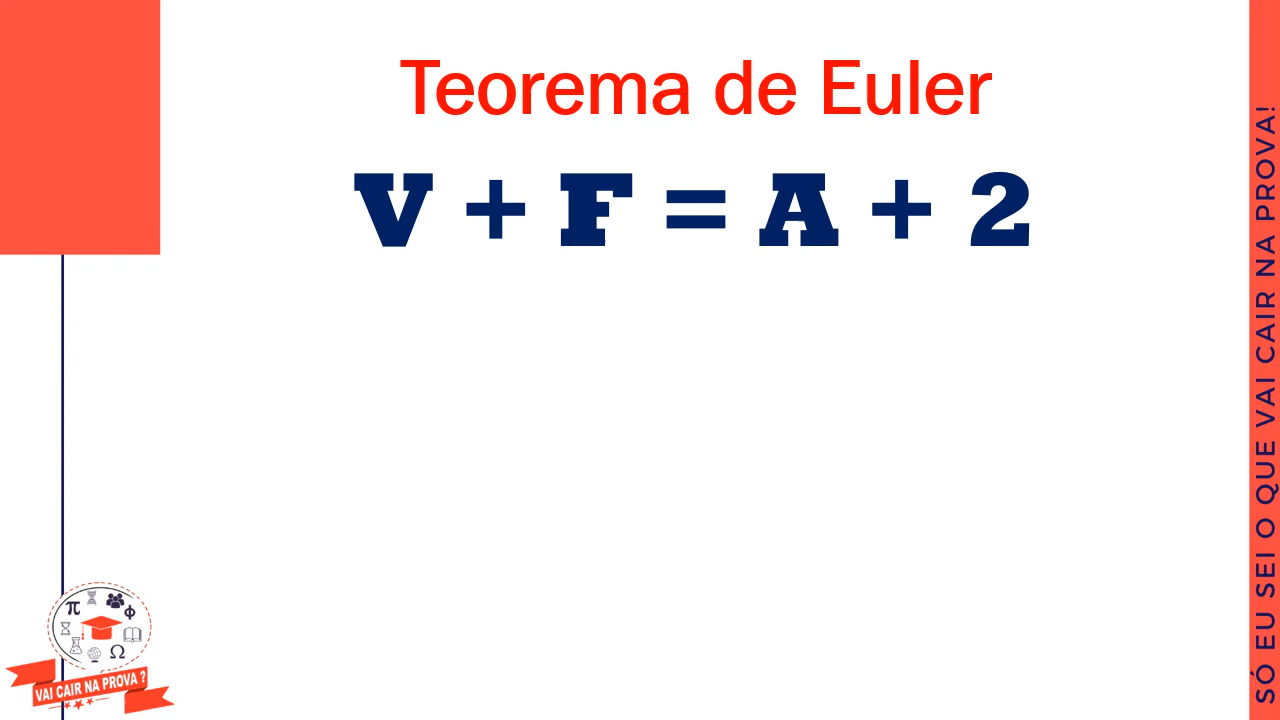 Teorema de Euler
V + F = A + 2
SÓ EU SEI O QUE VAI CAIR NA PROVA!
π
Φ
Ω
VAI CAIR NA PROVA ?